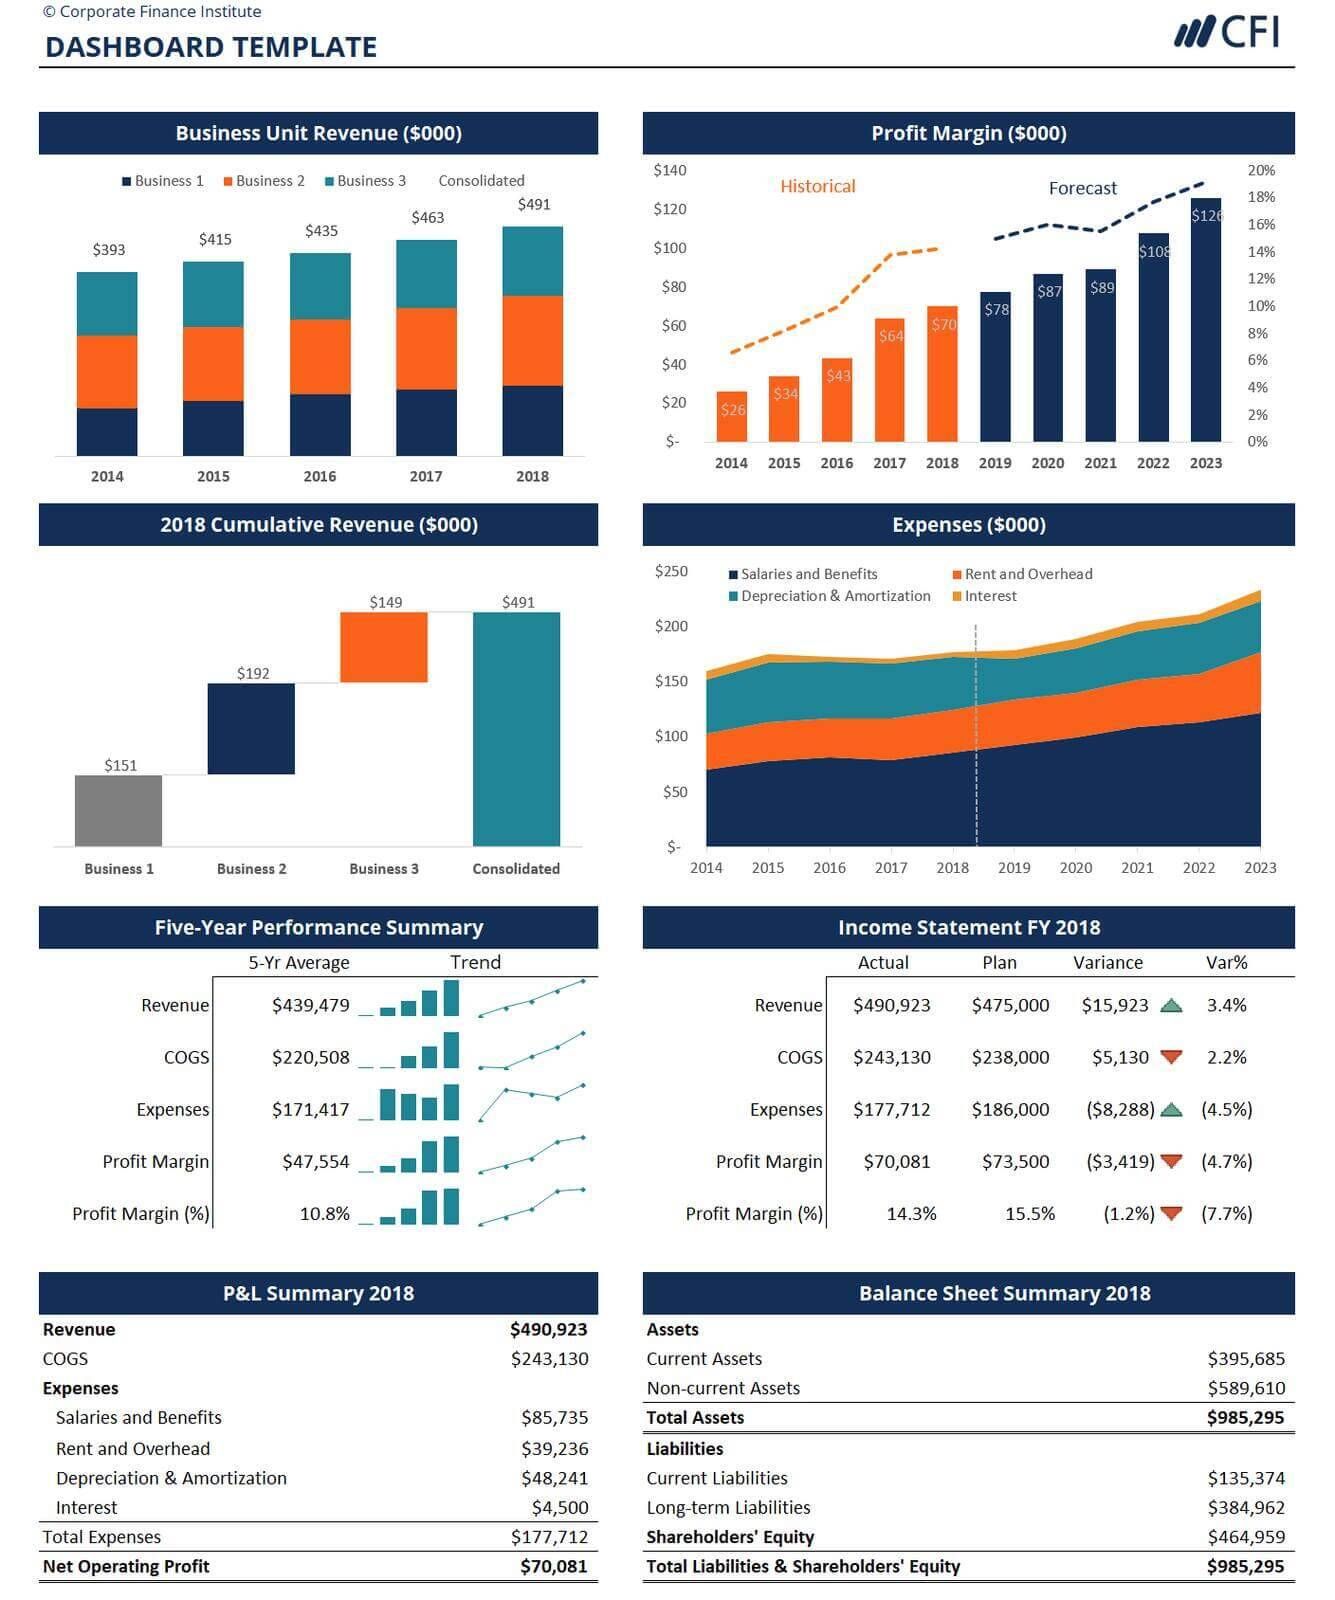 © Corporate Finance Institute
DASHBOARD TEMPLATE
CFI
Business Unit Revenue ($000)
Business 1 Business 2 Business 3 Consolidated
$393 $415 $435 $463 $491
2014 2015 2016 2017 2018
Profit Margin ($000)
Historical Forecast
$140
$120
$100
$80
$60
$40
$20
$-
20%
18%
16%
14%
12%
10%
8%
6%
4%
2%
0%
$26 $34 $43 $64 $70 $78 $87 $89 $108 $126
2014 2015 2016 2017 2018 2019 2020 2021 2022 2023
2018 Cumulative Revenue ($000)
$151 $192 $149 $491
Business 1 Business 2 Business 3 Consolidated
Expenses ($000)
Salaries and Benefits Rent and Overhead
Depreciation & Amortization Interest
$250
$200
$150
$100
$50
$-
2014 2015 2016 2017 2018 2019 2020 2021 2022 2023
Five-Year Performance Summary
5-Yr Average Trend
Revenue $439,479
COGS $220,508
Expenses $171,417
Profit Margin $47,554
Profit Margin (%) 10.8%
Income Statement FY 2018
Actual Plan Variance Var%
Revenue $490,923 $475,000 $15,923 3.4%
COGS $243,130 $238,000 $5,130 2.2%
Expenses $177,712 $186,000 ($8,288) (4.5%)
Profit Margin $70,081 $73,500 ($3,419) (4.7%)
Profit Margin (%) 14.3% 15.5% (1.2%) (7.7%)
P&L Summary 2018
Revenue $490,923
COGS $243,130
Expenses
Salaries and Benefits $85,735
Rent and Overhead $39,236
Depreciation & Amortization $48,241
Interest $4,500
Total Expenses $177,712
Net Operating Profit $70,081
Balance Sheet Summary 2018
Assets
Current Assets $395,685
Non-current Assets $589,610
Total Assets $985,295
Liabilities
Current Liabilities $135,374
Long-term Liabilities $384,962
Shareholders' Equity $464,959
Total Liabilities & Shareholders' Equity $985,295